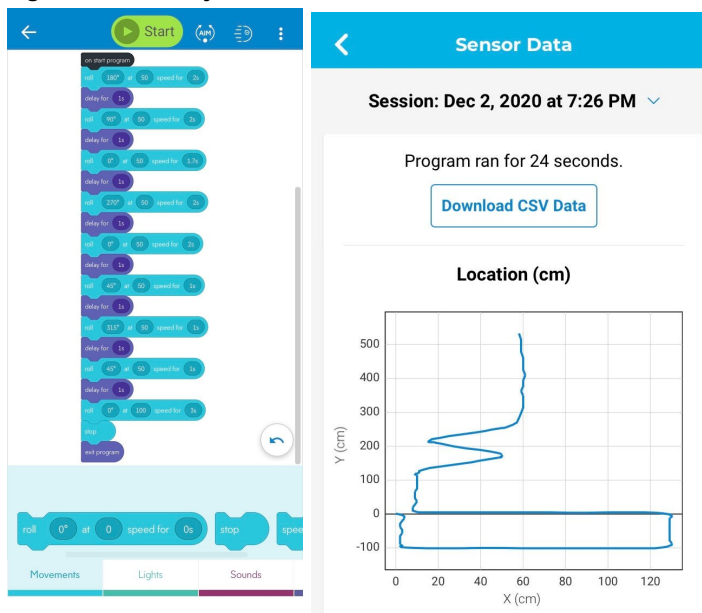 Start
AIM
on start program
roll 180° at 50 speed for 2s
delay for 1s
roll 90° at 50 speed for 2s
delay for 1s
roll 0° at 50 speed for 1.7s
delay for 1s
roll 270° at 50 speed for 2s
delay for 1s
roll 0° at 50 speed for 2s
delay for 1s
roll 45° at 50 speed for 1s
delay for 1s
roll 315° at 50 speed for 1s
delay for 1s
roll 45° at 50 speed for 1s
delay for 1s
roll 0° at 100 speed for 3s
stop
exit program
roll 0° at 0 speed for 0s stop spee
Movements Lights Sounds
Sensor Data
Session: Dec 2, 2020 at 7:26 PM
Program ran for 24 seconds.
Download CSV Data
Location (cm)
500
400
300
200
100
0
-100
Y (cm)
0 20 40 60 80 100 120
X (cm)